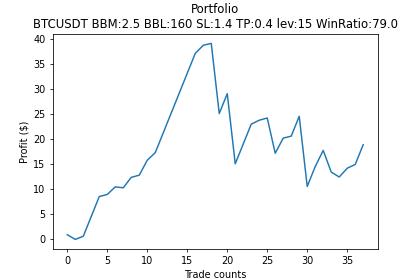 Portfolio
BTCUSDT BBM:2.5 BBL:160 SL:1.4 TP:0.4 lev:15 WinRatio:79.0
40
35
30
25
20
15
10
5
0
Profit ($)
0 5 10 15 20 25 30 35
Trade counts